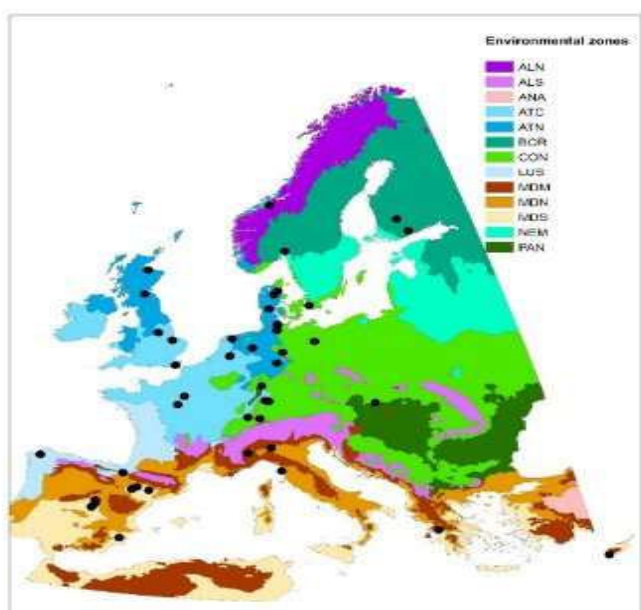 Environmental zones
ALN
ALS
ANA
ATC
ATN
BOR
CON
LUS
MDM
MDN
MDS
NEM
PAN